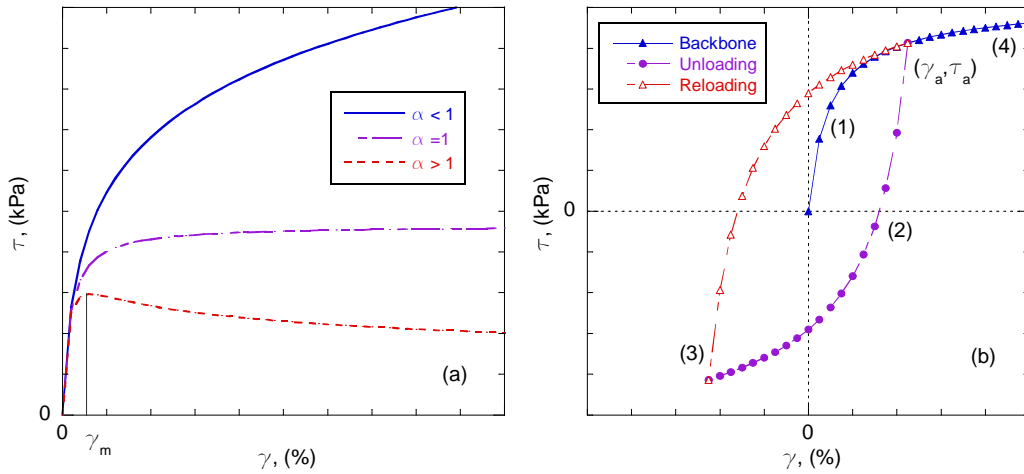 τ, (kPa)
α < 1
α =1
α > 1
(a)
0
0
γm
γ, (%)
τ, (kPa)
Backbone
Unloading
Reloading
(4)
(γa,τa)
(1)
0
(2)
(3)
(b)
0
γ, (%)